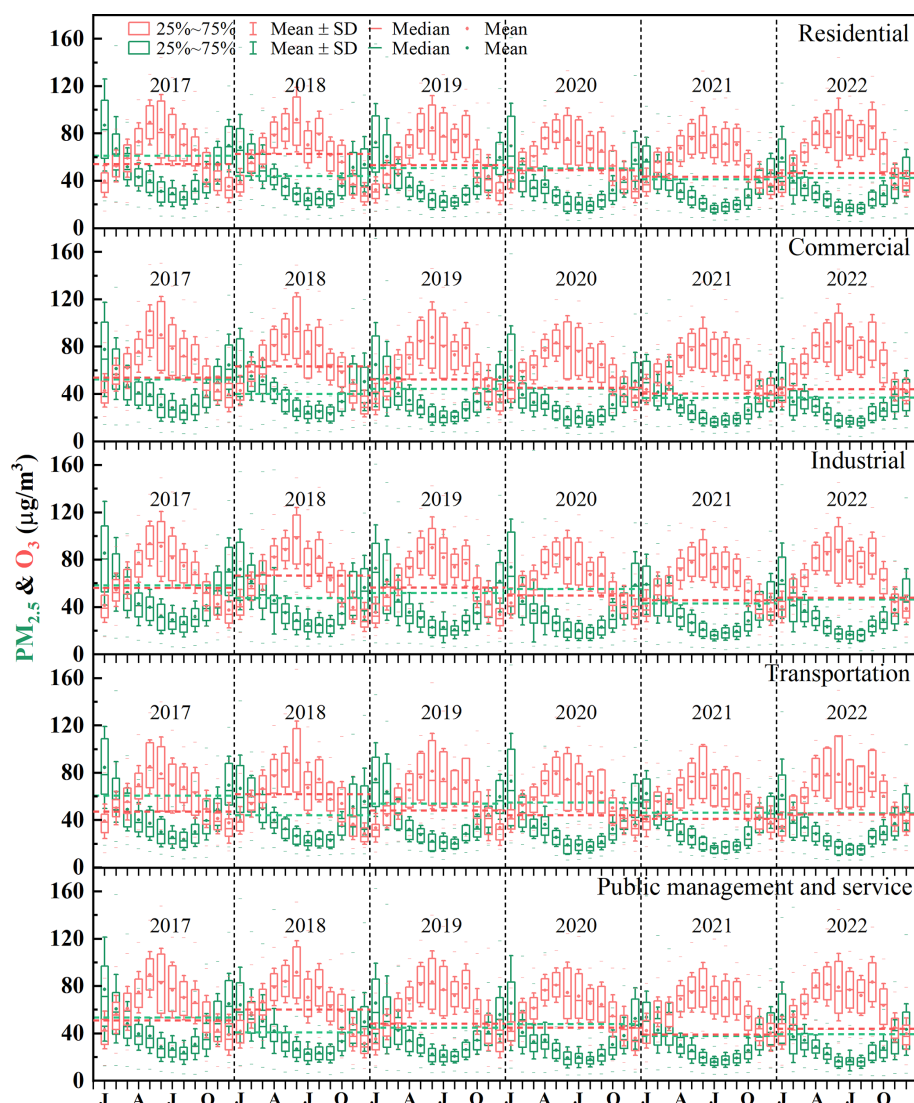 160
25%~75% Mean ± SD Median Mean
25%~75% Mean ± SD Median Mean
Residential
120
2017 2018 2019 2020 2021 2022
80
40
0
160
Commercial
120
2017 2018 2019 2020 2021 2022
80
40
0
160
Industrial
120
2017 2018 2019 2020 2021 2022
80
40
0
PM2.5 & O3 (μg/m³)
160
Transportation
120
2017 2018 2019 2020 2021 2022
80
40
0
160
Public management and service
120
2017 2018 2019 2020 2021 2022
80
40
0
J A J O J A J O J A J O J A J O J A J O J A J O